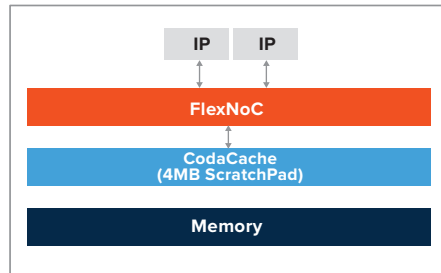 IP IP
FlexNoC
CodaCache
(4MB ScratchPad)
Memory